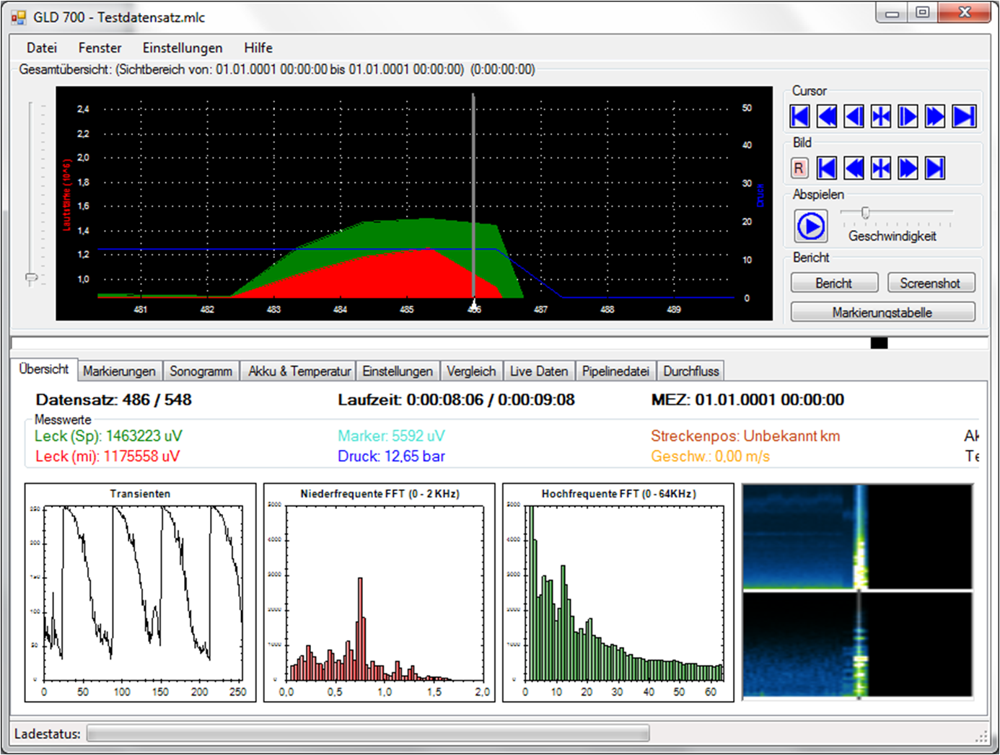 GLD 700 - Testdatensatz.mlc
Datei Fenster Einstellungen Hilfe
Gesamtübersicht: (Sichtbereich von: 01.01.0001 00:00:00 bis 01.01.0001 00:00:00) (0:00:00:00)
Lautstärke (10^6)
2,4
2,2
2,0
1,8
1,6
1,4
1,2
1,0
50
40
30
20
10
0
Druck
481 482 483 484 485 486 487 488 489
Cursor
Bild
R
Abspielen
Geschwindigkeit
Bericht
Bericht Screenshot
Markierungstabelle
Übersicht Markierungen Sonogramm Akku & Temperatur Einstellungen Vergleich Live Daten Pipelinedatei Durchfluss
Datensatz: 486 / 548 Laufzeit: 0:00:08:06 / 0:00:09:08 MEZ: 01.01.0001 00:00:00
Messwerte
Leck (Sp): 1463223 uV Marker: 5592 uV Streckenpos: Unbekannt km Ak
Leck (mi): 1175558 uV Druck: 12,65 bar Geschw.: 0,00 m/s Te
Transienten
250
200
150
100
50
0
0 50 100 150 200 250
Niederfrequente FFT (0 - 2 KHz)
5000
4000
3000
2000
1000
0
0,0 0,5 1,0 1,5 2,0
Hochfrequente FFT (0 - 64KHz)
5000
4000
3000
2000
1000
0
0 10 20 30 40 50 60
Ladestatus: